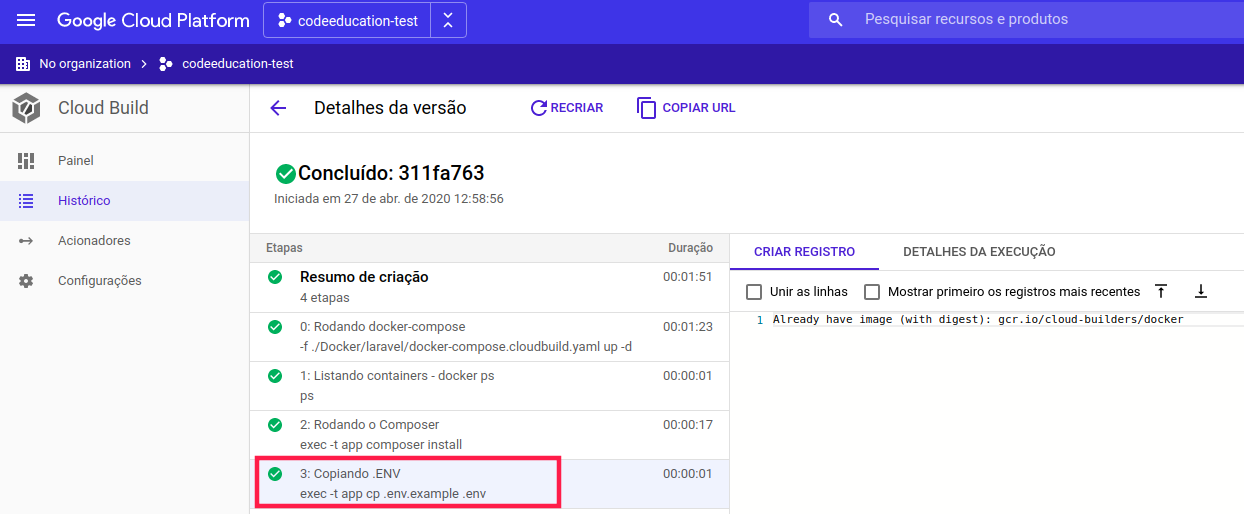 Google Cloud Platform
codeeducation-test
Pesquisar recursos e produtos
No organization
codeeducation-test
Cloud Build
Detalhes da versão
RECRIAR
COPIAR URL
Painel
Histórico
Acionadores
Configurações
Concluído: 311fa763
Iniciada em 27 de abr. de 2020 12:58:56
Etapas Duração
Resumo de criação 00:01:51
4 etapas
0: Rodando docker-compose 00:01:23
-f ./Docker/laravel/docker-compose.cloudbuild.yaml up -d
1: Listando containers - docker ps 00:00:01
ps
2: Rodando o Composer 00:00:17
exec -t app composer install
3: Copiando .ENV 00:00:01
exec -t app cp .env.example .env
CRIAR REGISTRO DETALHES DA EXECUÇÃO
Unir as linhas Mostrar primeiro os registros mais recentes
1 Already have image (with digest): gcr.io/cloud-builders/docker